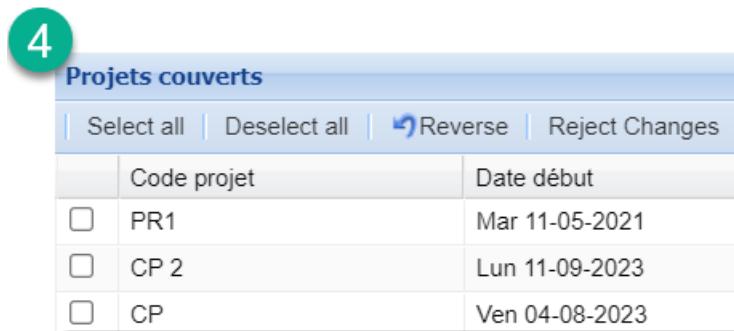 4
Projets couverts
Select all Deselect all Reverse Reject Changes
Code projet Date début
PR1 Mar 11-05-2021
CP 2 Lun 11-09-2023
CP Ven 04-08-2023